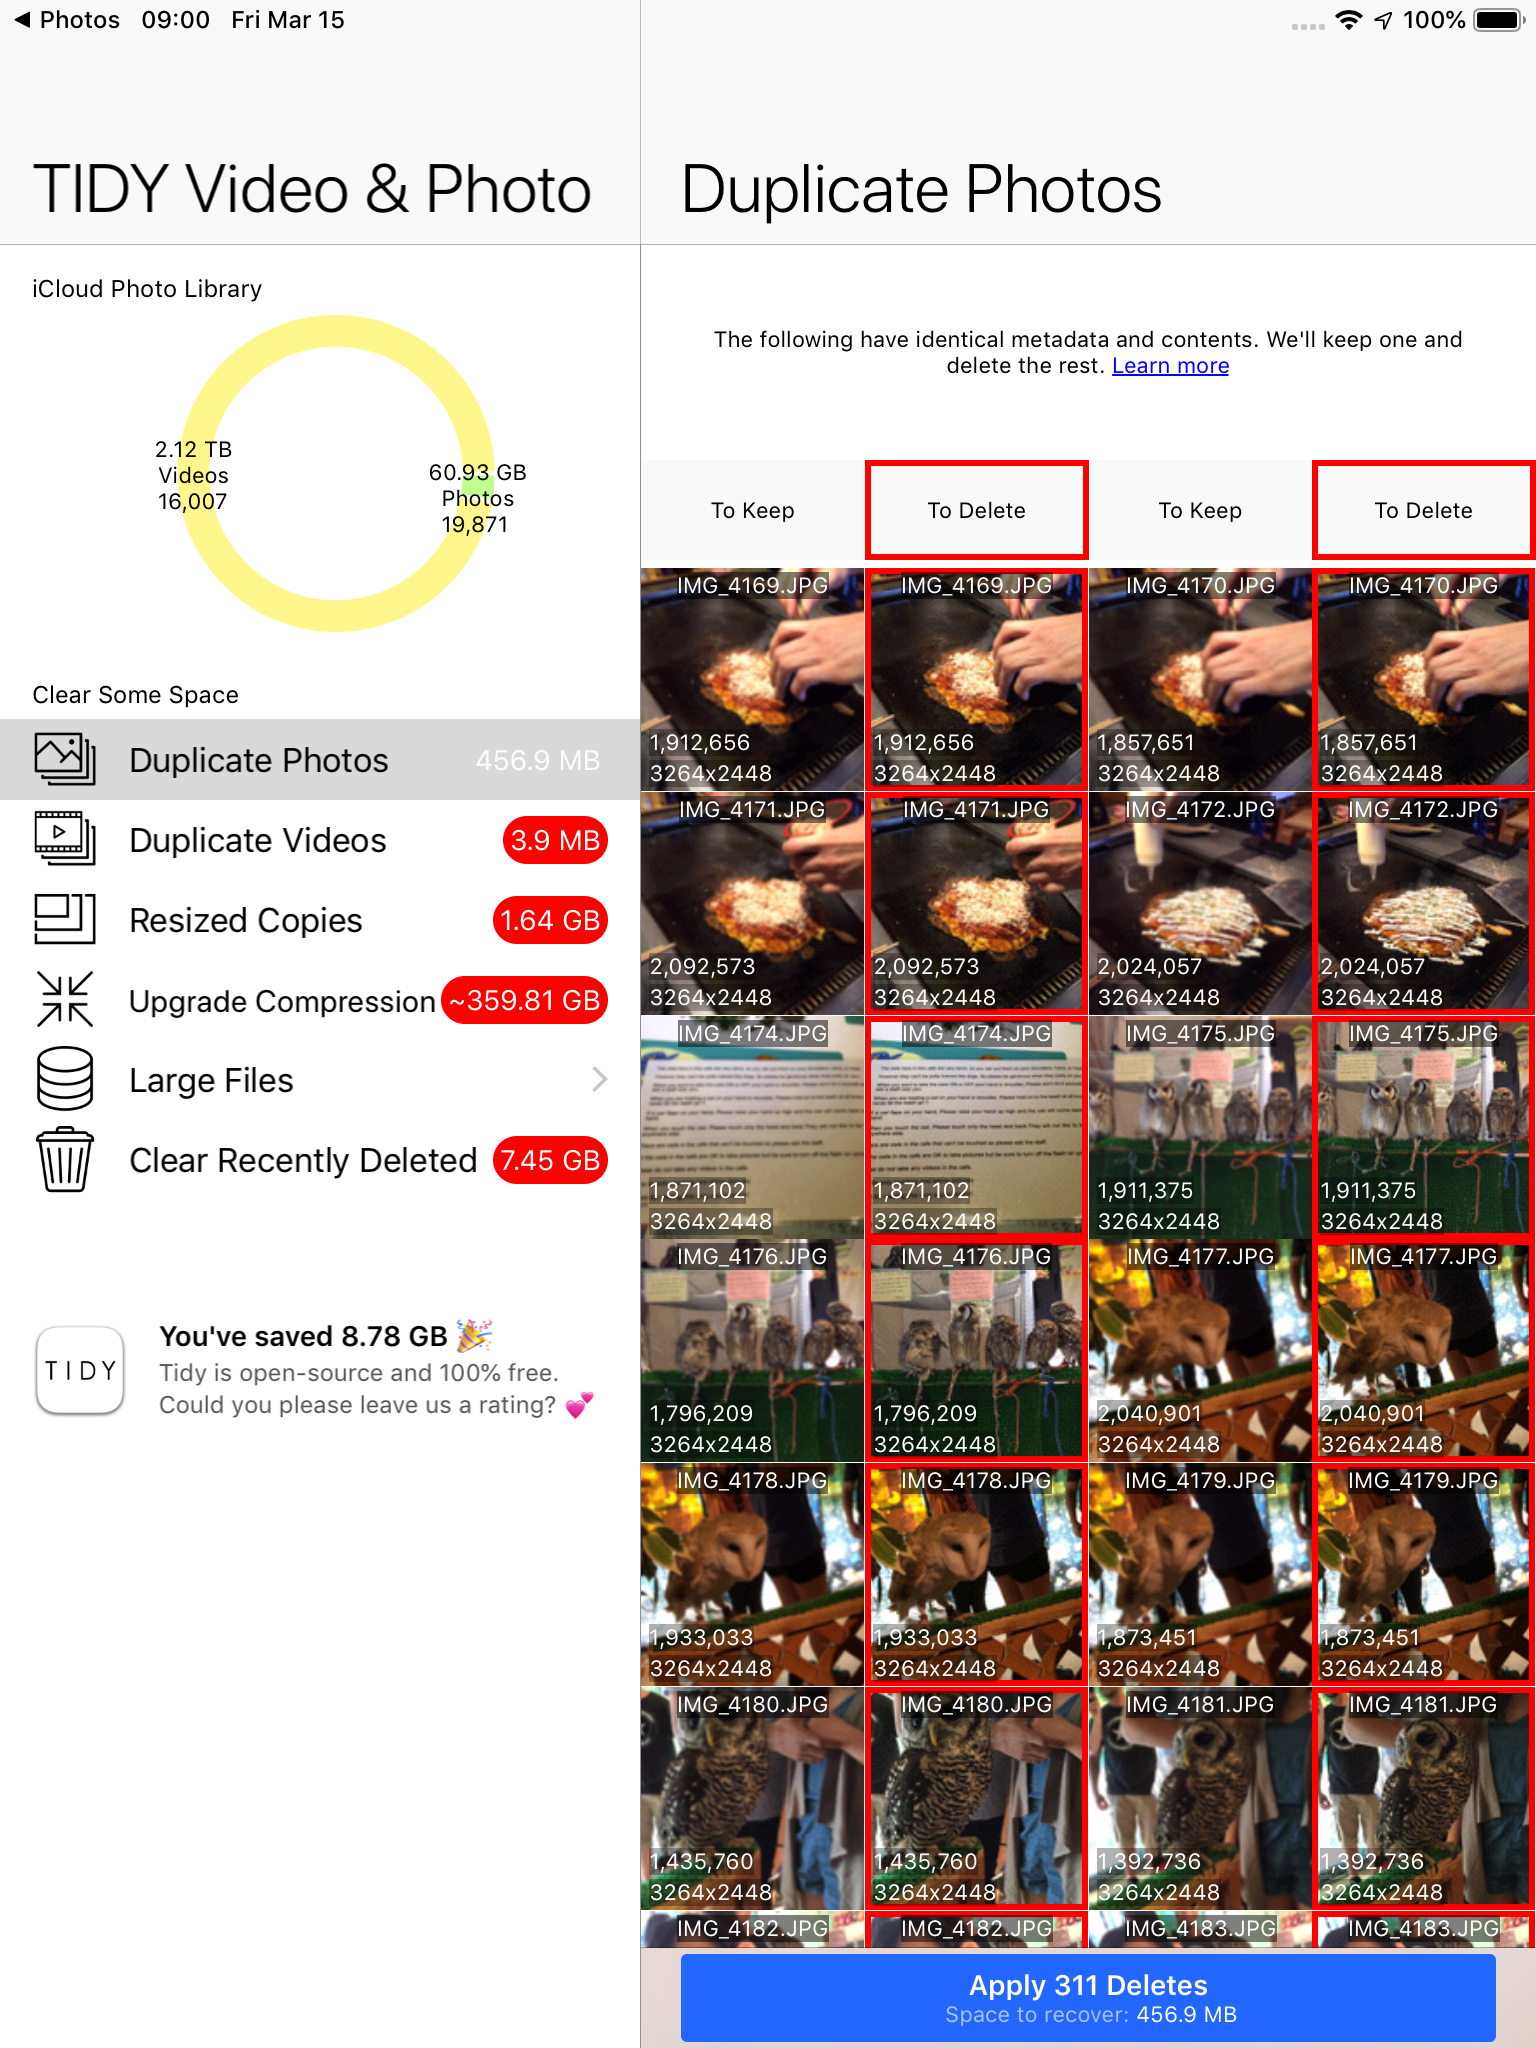 Photos 09:00 Fri Mar 15
100%
TIDY Video & Photo
iCloud Photo Library
2.12 TB
Videos
16,007
60.93 GB
Photos
19,871
Clear Some Space
Duplicate Photos 456.9 MB
Duplicate Videos 3.9 MB
Resized Copies 1.64 GB
Upgrade Compression ~359.81 GB
Large Files
Clear Recently Deleted 7.45 GB
TIDY
You've saved 8.78 GB 🎉
Tidy is open-source and 100% free.
Could you please leave us a rating? 💕
Duplicate Photos
The following have identical metadata and contents. We'll keep one and
delete the rest. Learn more
To Keep To Delete To Keep To Delete
IMG_4169.JPG IMG_4169.JPG IMG_4170.JPG IMG_4170.JPG
1,912,656 1,912,656 1,857,651 1,857,651
3264x2448 3264x2448 3264x2448 3264x2448
IMG_4171.JPG IMG_4171.JPG IMG_4172.JPG IMG_4172.JPG
2,092,573 2,092,573 2,024,057 2,024,057
3264x2448 3264x2448 3264x2448 3264x2448
IMG_4174.JPG IMG_4174.JPG IMG_4175.JPG IMG_4175.JPG
1,871,102 1,871,102 1,911,375 1,911,375
3264x2448 3264x2448 3264x2448 3264x2448
IMG_4176.JPG IMG_4176.JPG IMG_4177.JPG IMG_4177.JPG
1,796,209 1,796,209 2,040,901 2,040,901
3264x2448 3264x2448 3264x2448 3264x2448
IMG_4178.JPG IMG_4178.JPG IMG_4179.JPG IMG_4179.JPG
1,933,033 1,933,033 1,873,451 1,873,451
3264x2448 3264x2448 3264x2448 3264x2448
IMG_4180.JPG IMG_4180.JPG IMG_4181.JPG IMG_4181.JPG
1,435,760 1,435,760 1,392,736 1,392,736
3264x2448 3264x2448 3264x2448 3264x2448
IMG_4182.JPG IMG_4182.JPG IMG_4183.JPG IMG_4183.JPG
Apply 311 Deletes
Space to recover: 456.9 MB